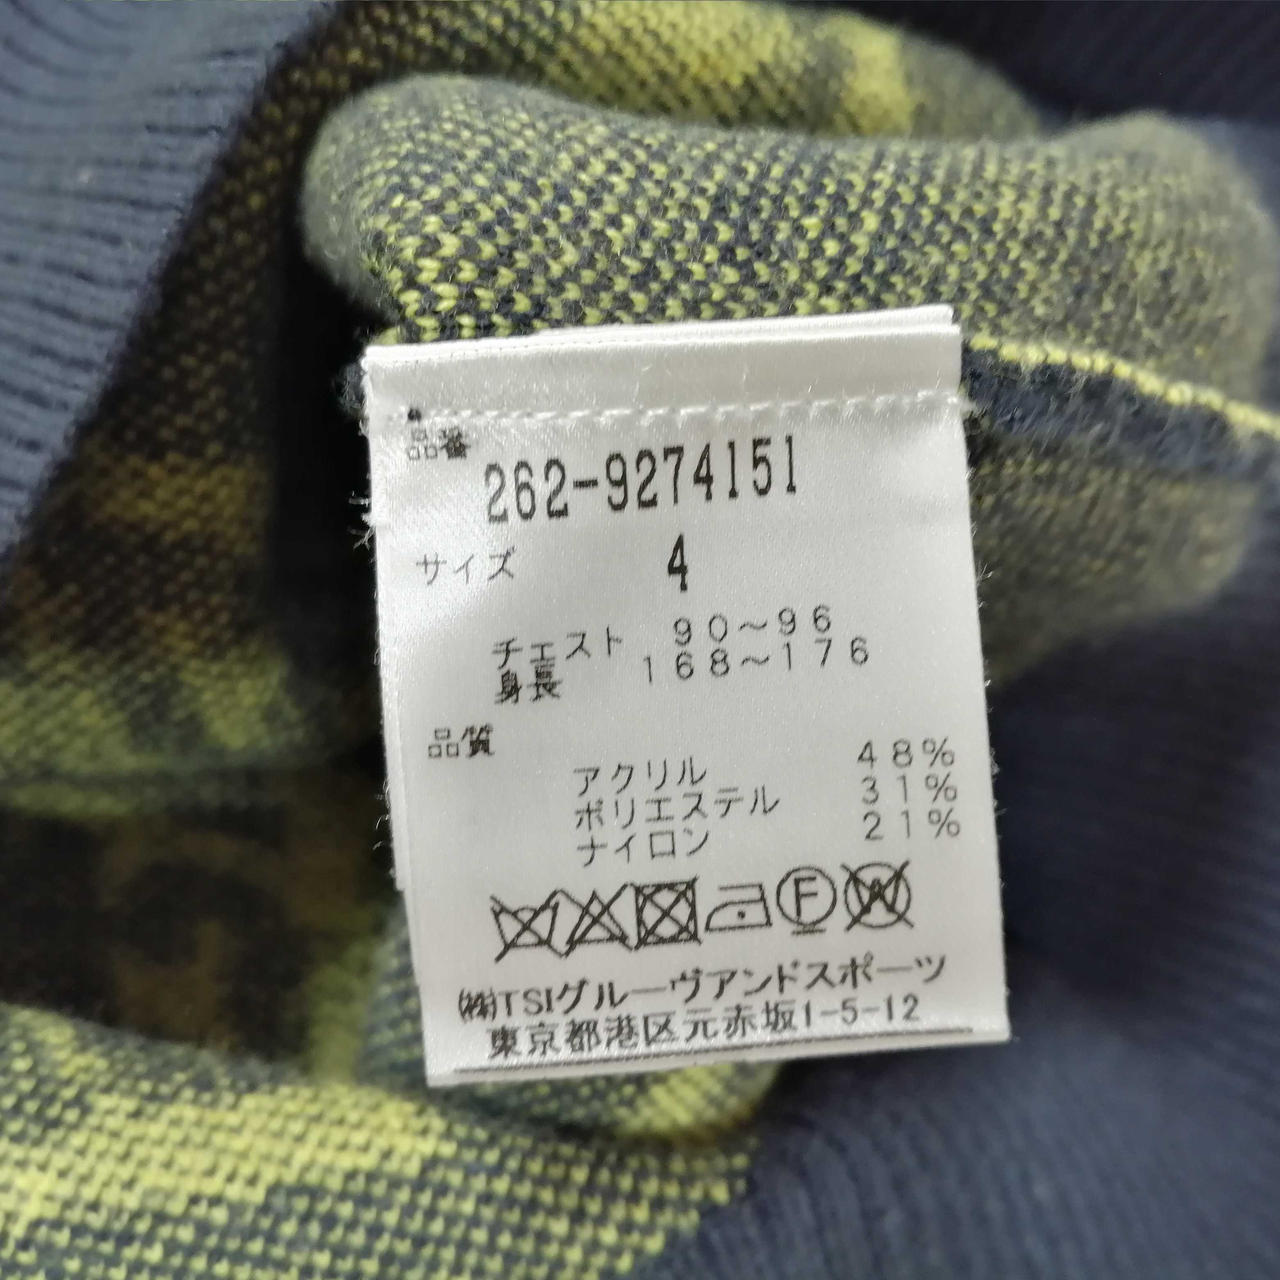 品番
262-9274151
サイズ 4
チェスト 90~96
身長 168~176
品質
アクリル 48%
ポリエステル 31%
ナイロン 21%
F W
㈱TSIグルーヴアンドスポーツ
東京都港区元赤坂1-5-12